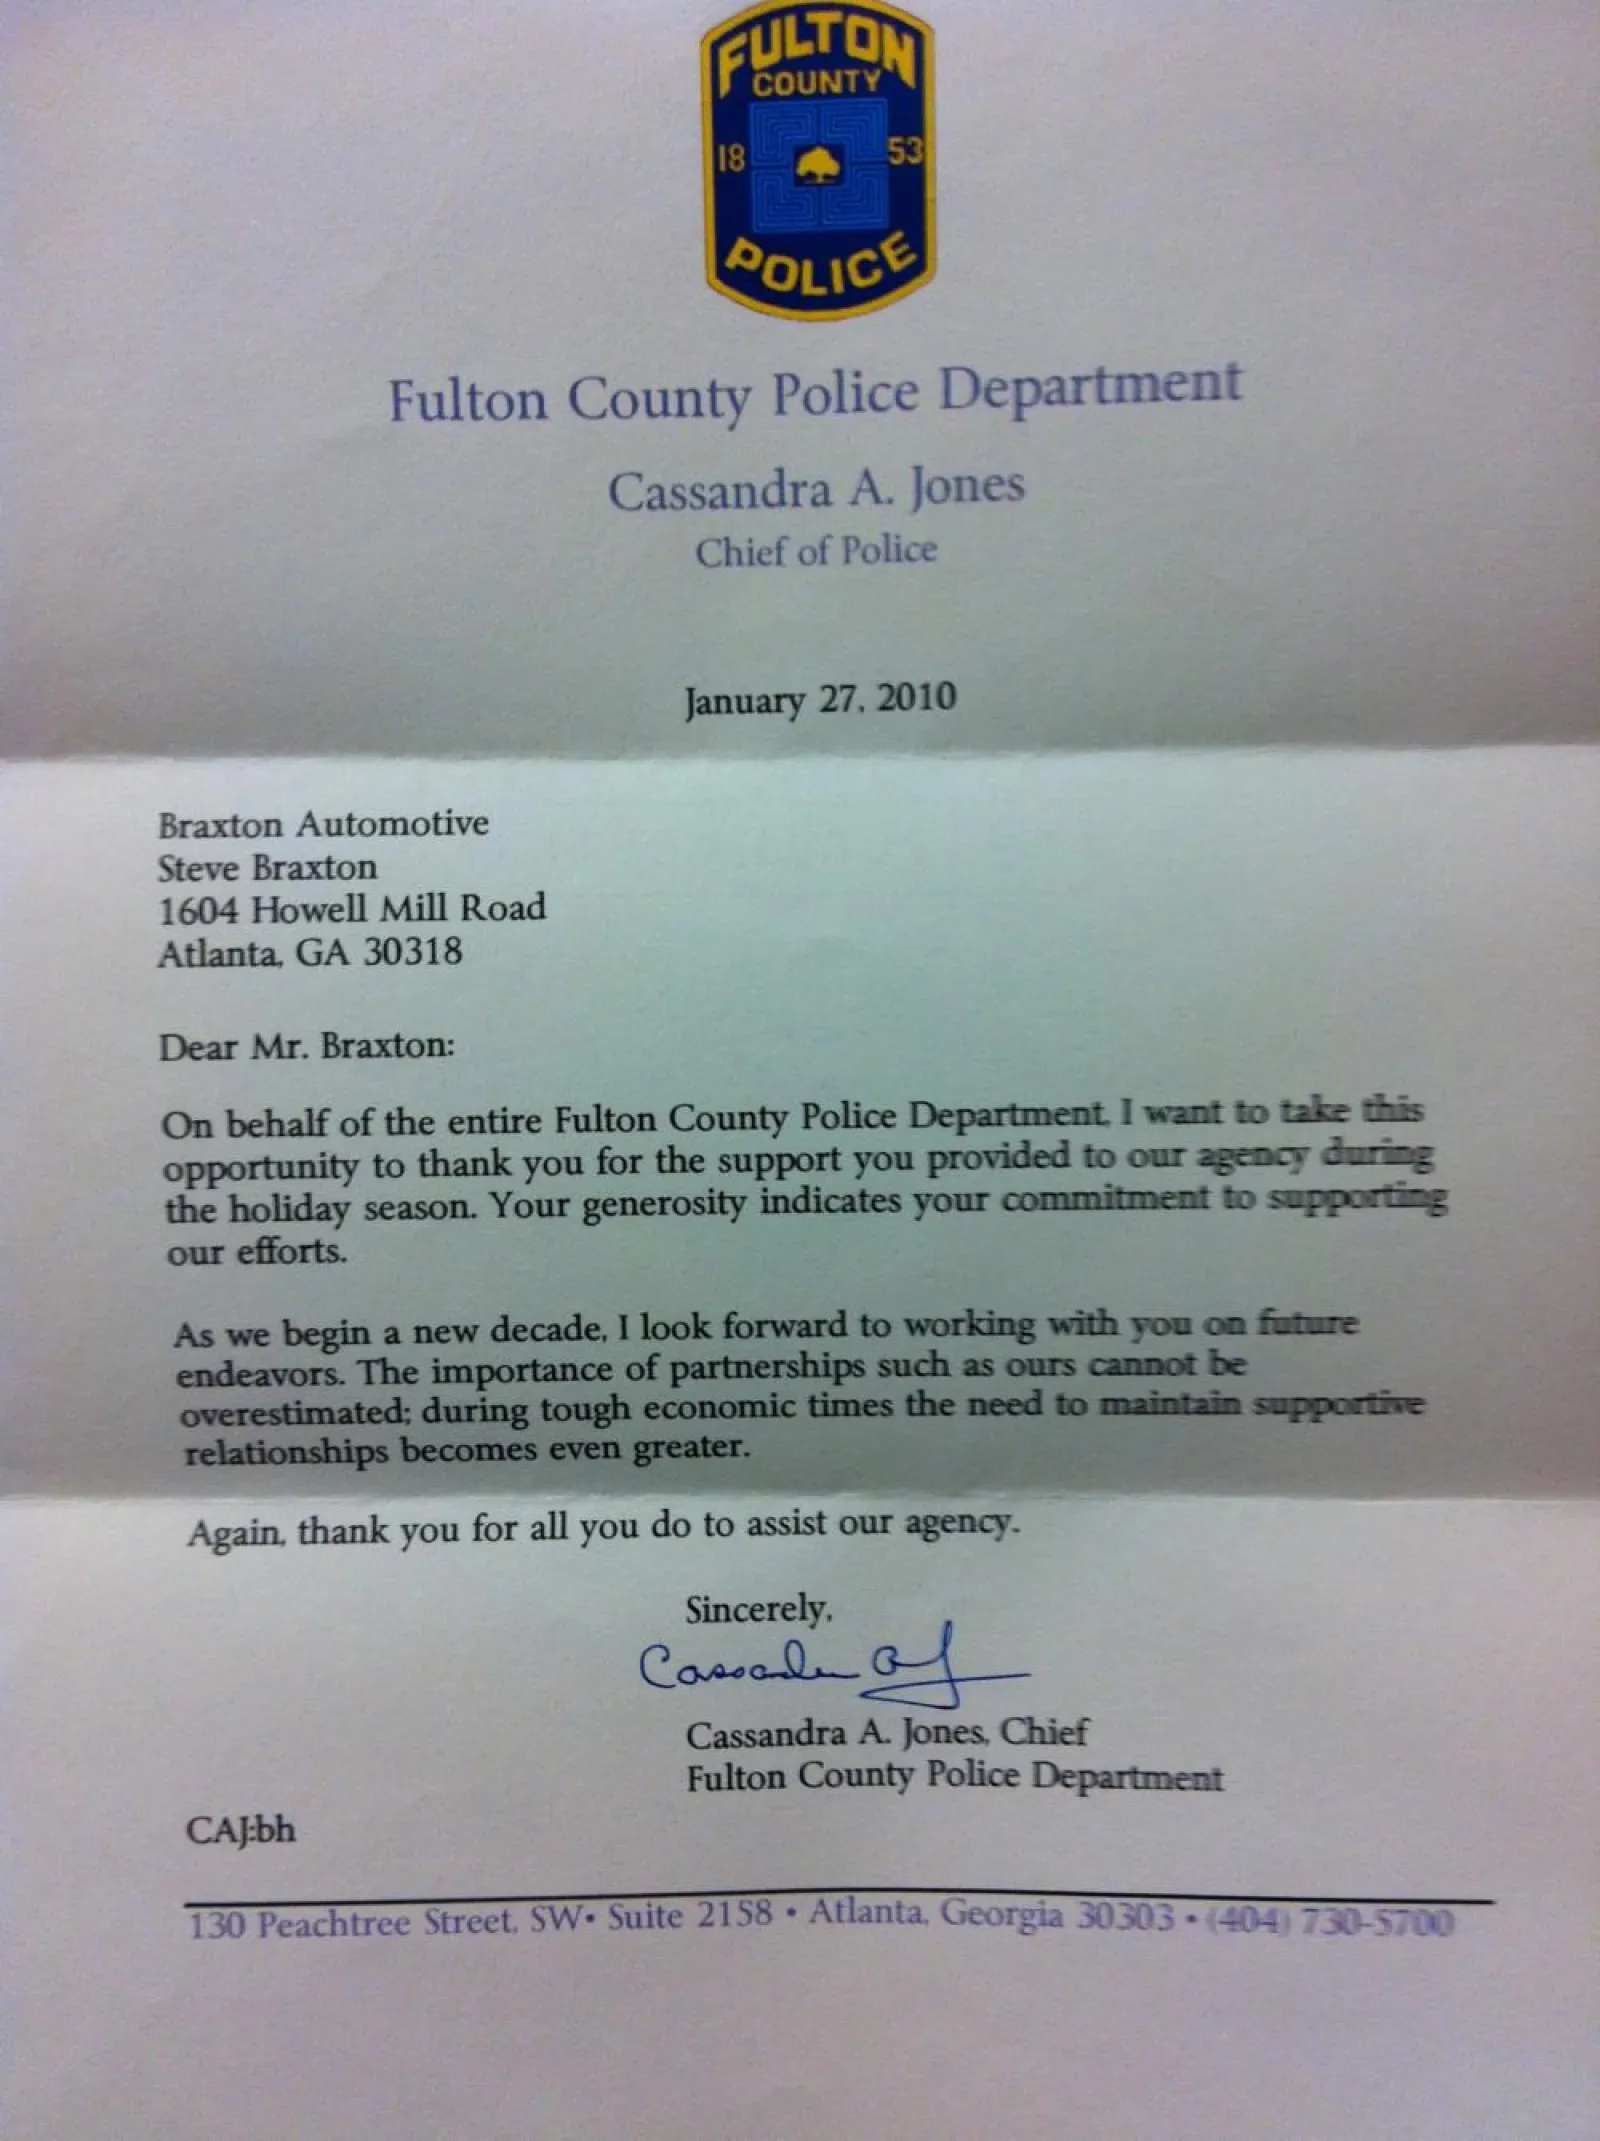 FULTON
COUNTY
18 53
POLICE
Fulton County Police Department
Cassandra A. Jones
Chief of Police
January 27, 2010
Braxton Automotive
Steve Braxton
1604 Howell Mill Road
Atlanta, GA 30318
Dear Mr. Braxton:
On behalf of the entire Fulton County Police Department, I want to take this
opportunity to thank you for the support you provided to our agency during
the holiday season. Your generosity indicates your commitment to supporting
our efforts.
As we begin a new decade, I look forward to working with you on future
endeavors. The importance of partnerships such as ours cannot be
overestimated; during tough economic times the need to maintain supportive
relationships becomes even greater.
Again, thank you for all you do to assist our agency.
Sincerely,
Cassandra A J
Cassandra A. Jones, Chief
Fulton County Police Department
CAJ:bh
130 Peachtree Street, SW• Suite 2158 • Atlanta, Georgia 30303 • (404) 730-5700